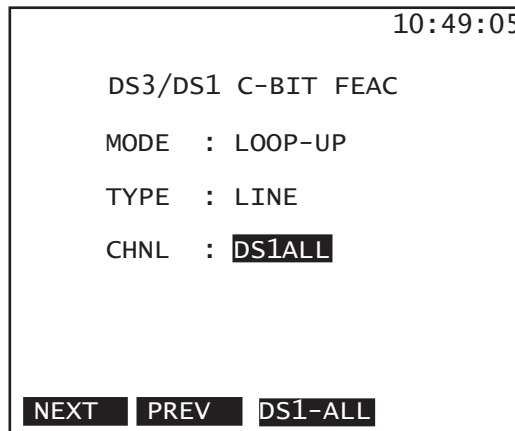 10:49:05
DS3/DS1 C-BIT FEAC
MODE : LOOP-UP
TYPE : LINE
CHNL : DS1ALL
NEXT PREV DS1-ALL